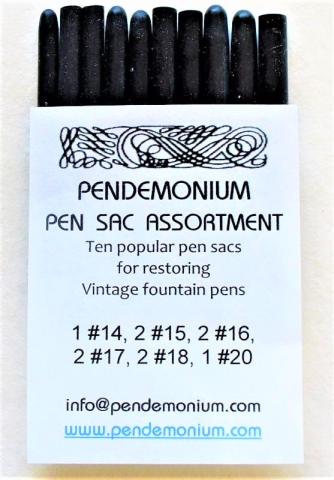 PENDEMONIUM
PEN SAC ASSORTMENT
Ten popular pen sacs
for restoring
Vintage fountain pens
1 #14, 2 #15, 2 #16,
2 #17, 2 #18, 1 #20
info@pendemonium.com
www.pendemonium.com